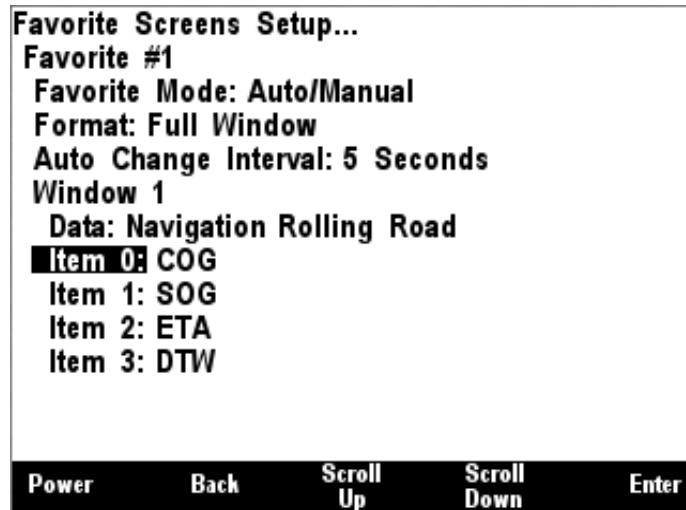 Favorite Screens Setup...
Favorite #1
Favorite Mode: Auto/Manual
Format: Full Window
Auto Change Interval: 5 Seconds
Window 1
Data: Navigation Rolling Road
Item 0: COG
Item 1: SOG
Item 2: ETA
Item 3: DTW
Power Back Scroll Up Scroll Down Enter